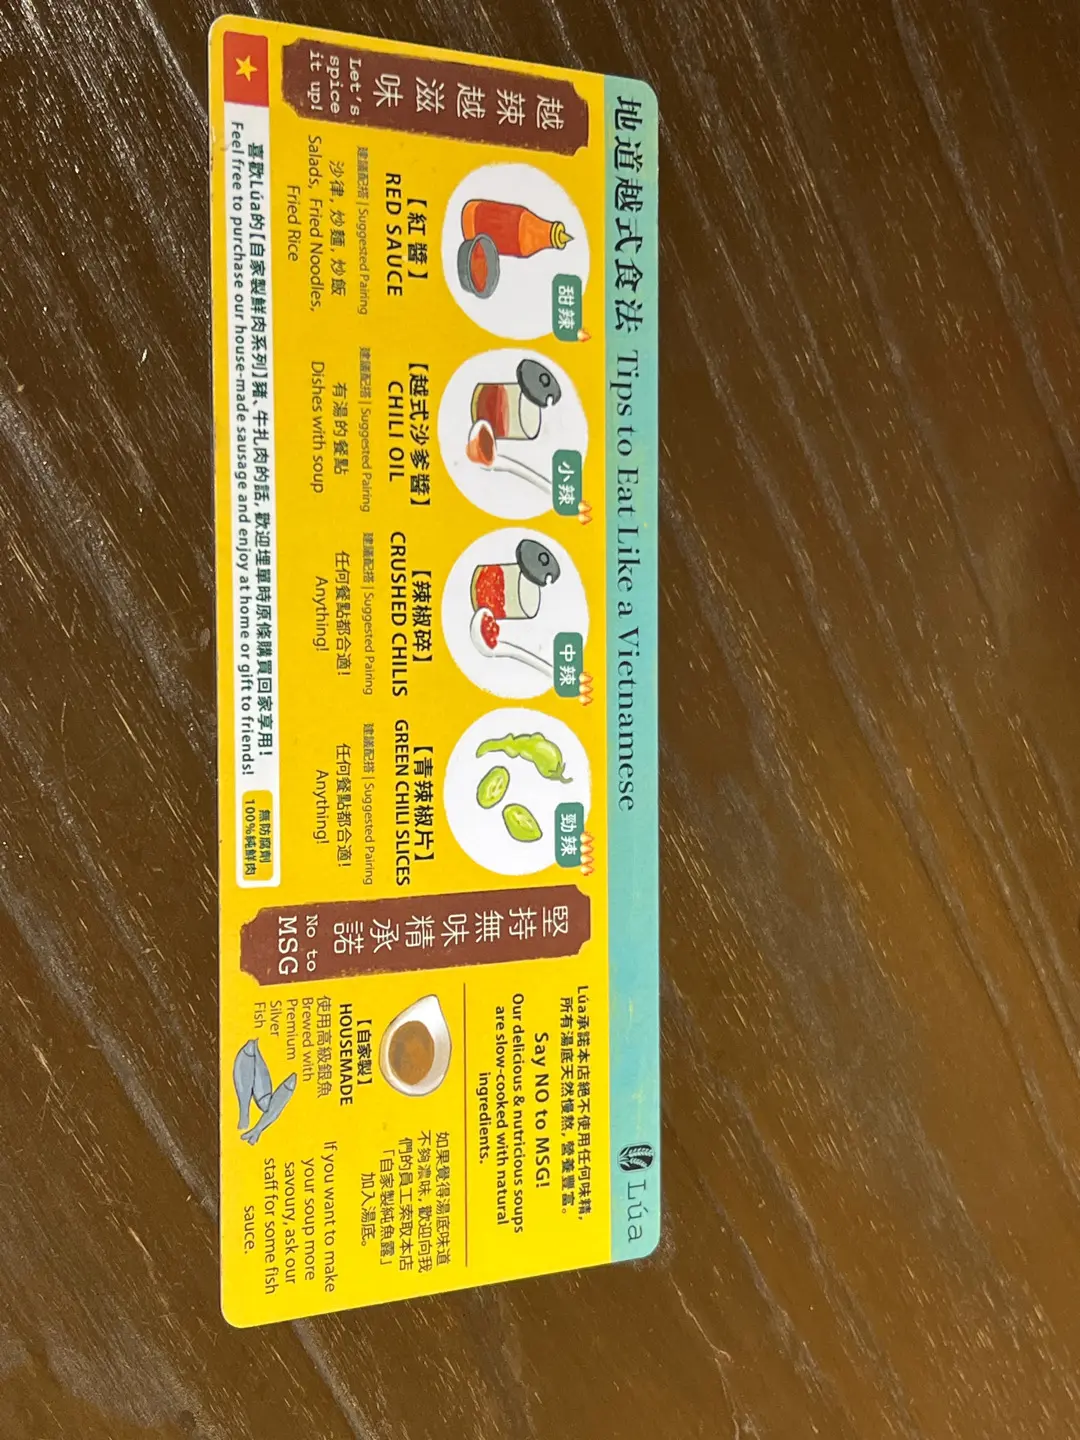 地道越式食法 Tips to Eat Like a Vietnamese
Lúa
越辣越滋味
Let's
spice
it up!
甜辣
【紅醬】
RED SAUCE
建議配搭 | Suggested Pairing
沙律, 炒麵, 炒飯
Salads, Fried Noodles,
Fried Rice
小辣
【越式沙爹醬】
CHILI OIL
建議配搭 | Suggested Pairing
有湯的餐點
Dishes with soup
中辣
【辣椒碎】
CRUSHED CHILIS
建議配搭 | Suggested Pairing
任何餐點都合適!
Anything!
勁辣
【青辣椒片】
GREEN CHILI SLICES
建議配搭 | Suggested Pairing
任何餐點都合適!
Anything!
喜歡Lúa的【自家製鮮肉系列】豬、牛扎肉的話, 歡迎埋單時原條購買回家享用!
Feel free to purchase our house-made sausage and enjoy at home or gift to friends!
無防腐劑
100%純鮮肉
堅持無味精承諾
No to
MSG
Lúa承諾本店絕不使用任何味精,
所有湯底天然慢熬, 營養豐富。
Say NO to MSG!
Our delicious & nutricious soups
are slow-cooked with natural
ingredients.
【自家製】
HOUSEMADE
使用高級銀魚
Brewed with
Premium
Silver
Fish
如果覺得湯底味道
不夠濃味, 歡迎向我
們的員工索取本店
「自家製純魚露」
加入湯底。
If you want to make
your soup more
savoury, ask our
staff for some fish
sauce.